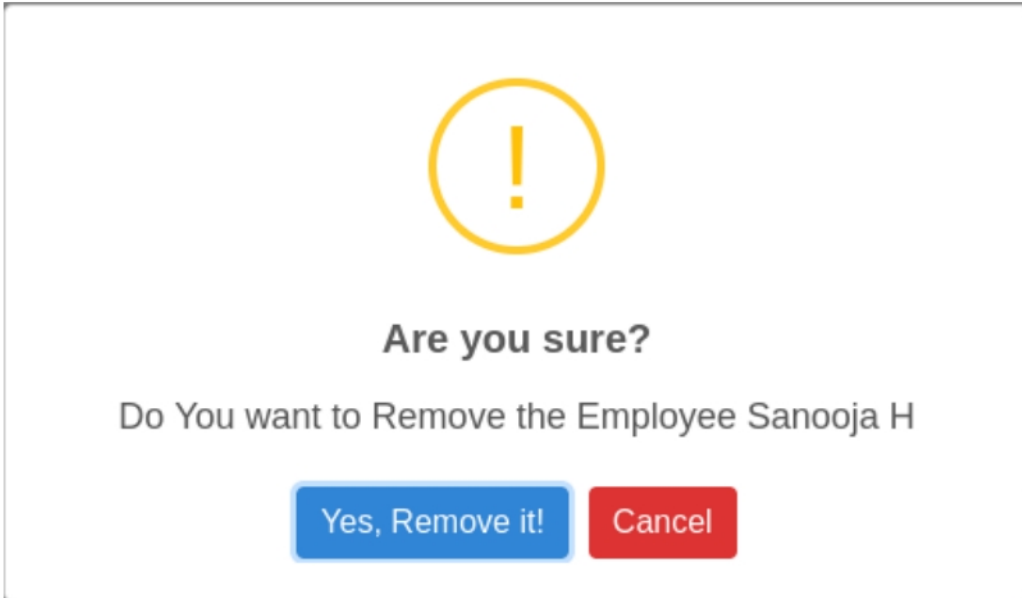 !
Are you sure?
Do You want to Remove the Employee Sanooja H
Yes, Remove it! Cancel